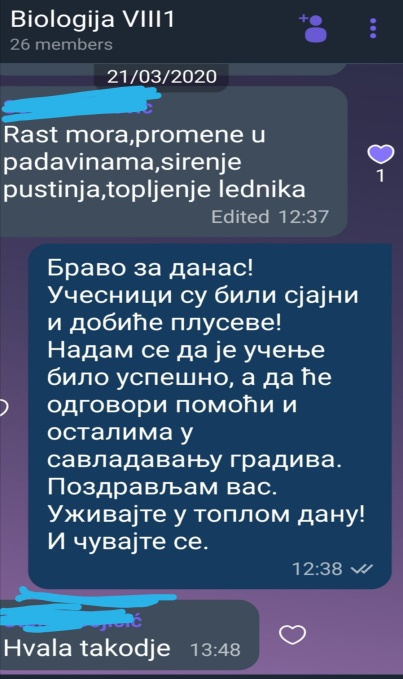 Biologija VIII1
26 members
21/03/2020
Rast mora,promene u
padavinama,sirenje
pustinja,topljenje lednika
Edited 12:37
1
Браво за данас!
Учесници су били сјајни
и добиће плусеве!
Надам се да је учење
било успешно, а да ће
одговори помоћи и
осталима у
савладавању градива.
Поздрављам вас.
Уживајте у топлом дану!
И чувајте се.
12:38
Hvala takodje 13:48